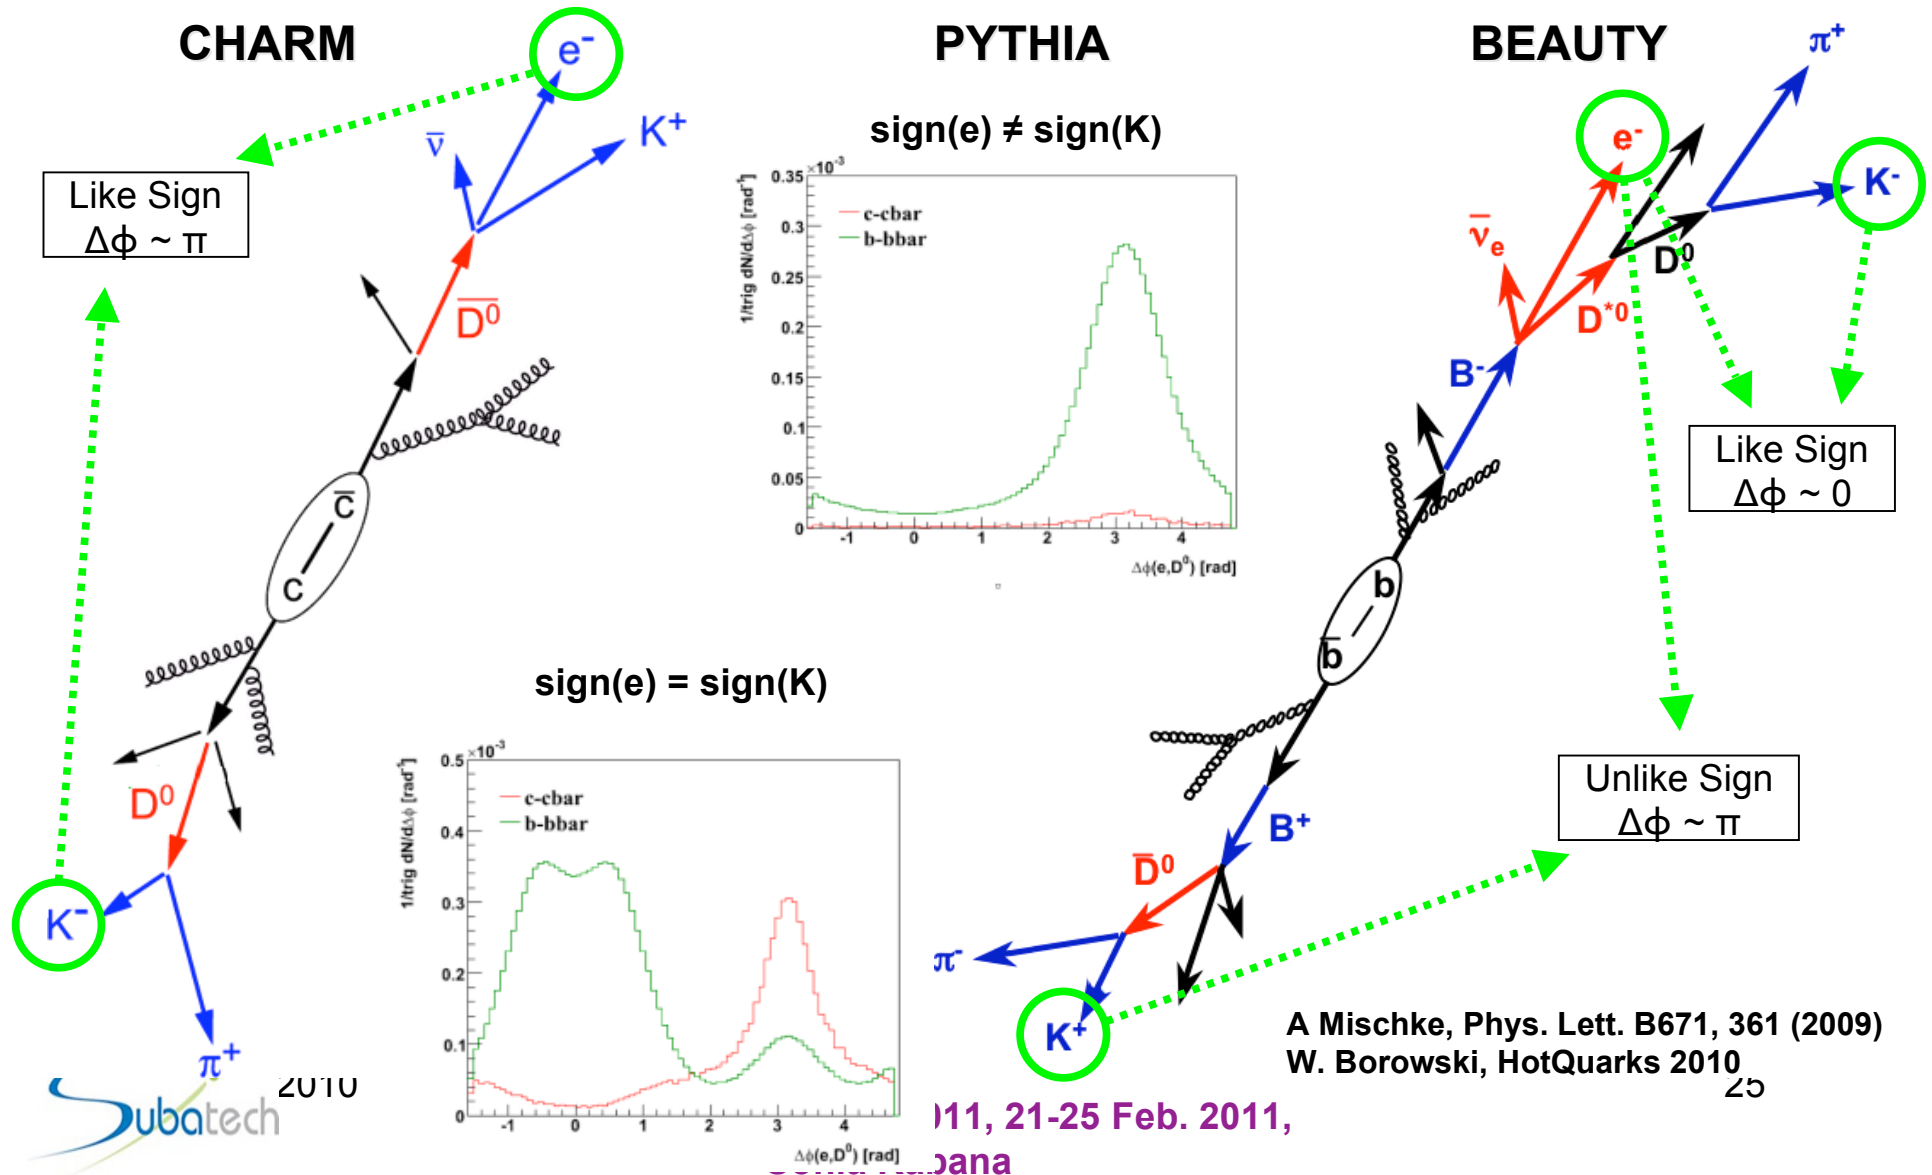 CHARM
PYTHIA
BEAUTY
e⁻
ν̄
K⁺
Like Sign
Δϕ ~ π
D̅⁰
c̅
c
D⁰
K⁻
π⁺
sign(e) ≠ sign(K)
×10⁻³
1/trig dN/dΔϕ [rad⁻¹]
0.35
0.3
0.25
0.2
0.15
0.1
0.05
0
c-cbar
b-bbar
-1 0 1 2 3 4
Δϕ(e,D⁰) [rad]
sign(e) = sign(K)
×10⁻³
1/trig dN/dΔϕ [rad⁻¹]
0.5
0.4
0.3
0.2
0.1
0
c-cbar
b-bbar
-1 0 1 2 3 4
Δϕ(e,D⁰) [rad]
π⁺
e⁻
K⁻
ν̅ₑ
D⁰
D*⁰
B⁻
Like Sign
Δϕ ~ 0
b
b̅
Unlike Sign
Δϕ ~ π
B⁺
D̅⁰
π⁻
K⁺
A Mischke, Phys. Lett. B671, 361 (2009)
W. Borowski, HotQuarks 2010
25
2010
Subatech
011, 21-25 Feb. 2011,